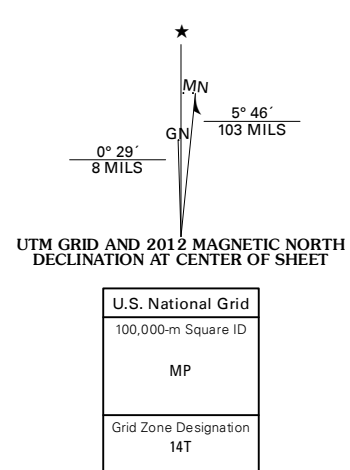 ★
MN
GN
5° 46´
103 MILS
0° 29´
8 MILS
UTM GRID AND 2012 MAGNETIC NORTH
DECLINATION AT CENTER OF SHEET
U.S. National Grid
100,000-m Square ID
MP
Grid Zone Designation
14T